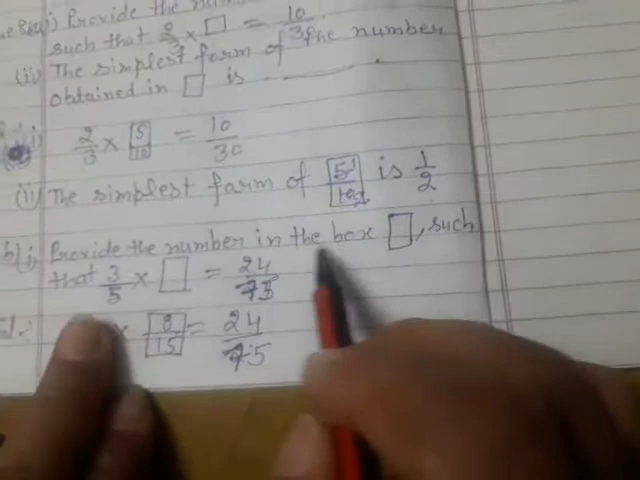 (i) Provide the num
such that 2/3 × □ = 10/30
(ii) The simplest form of the number
obtained in □ is ________ .
(i) 2/3 × 5/10 = 10/30
(ii) The simplest form of 5/10 is 1/2
b) (i) Provide the number in the box □, such
that 3/5 × □ = 24/75
× 8/15 = 24/75